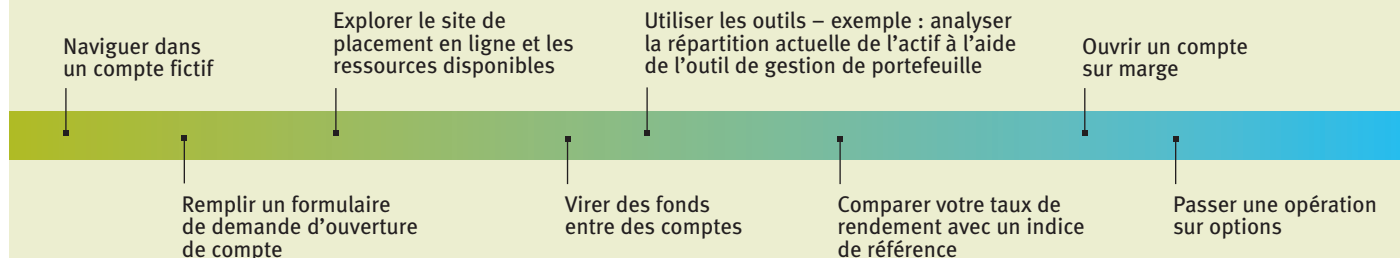 Naviguer dans
un compte fictif
Remplir un formulaire
de demande d’ouverture
de compte
Explorer le site de
placement en ligne et les
ressources disponibles
Virer des fonds
entre des comptes
Utiliser les outils – exemple : analyser
la répartition actuelle de l’actif à l’aide
de l’outil de gestion de portefeuille
Comparer votre taux de
rendement avec un indice
de référence
Ouvrir un compte
sur marge
Passer une opération
sur options